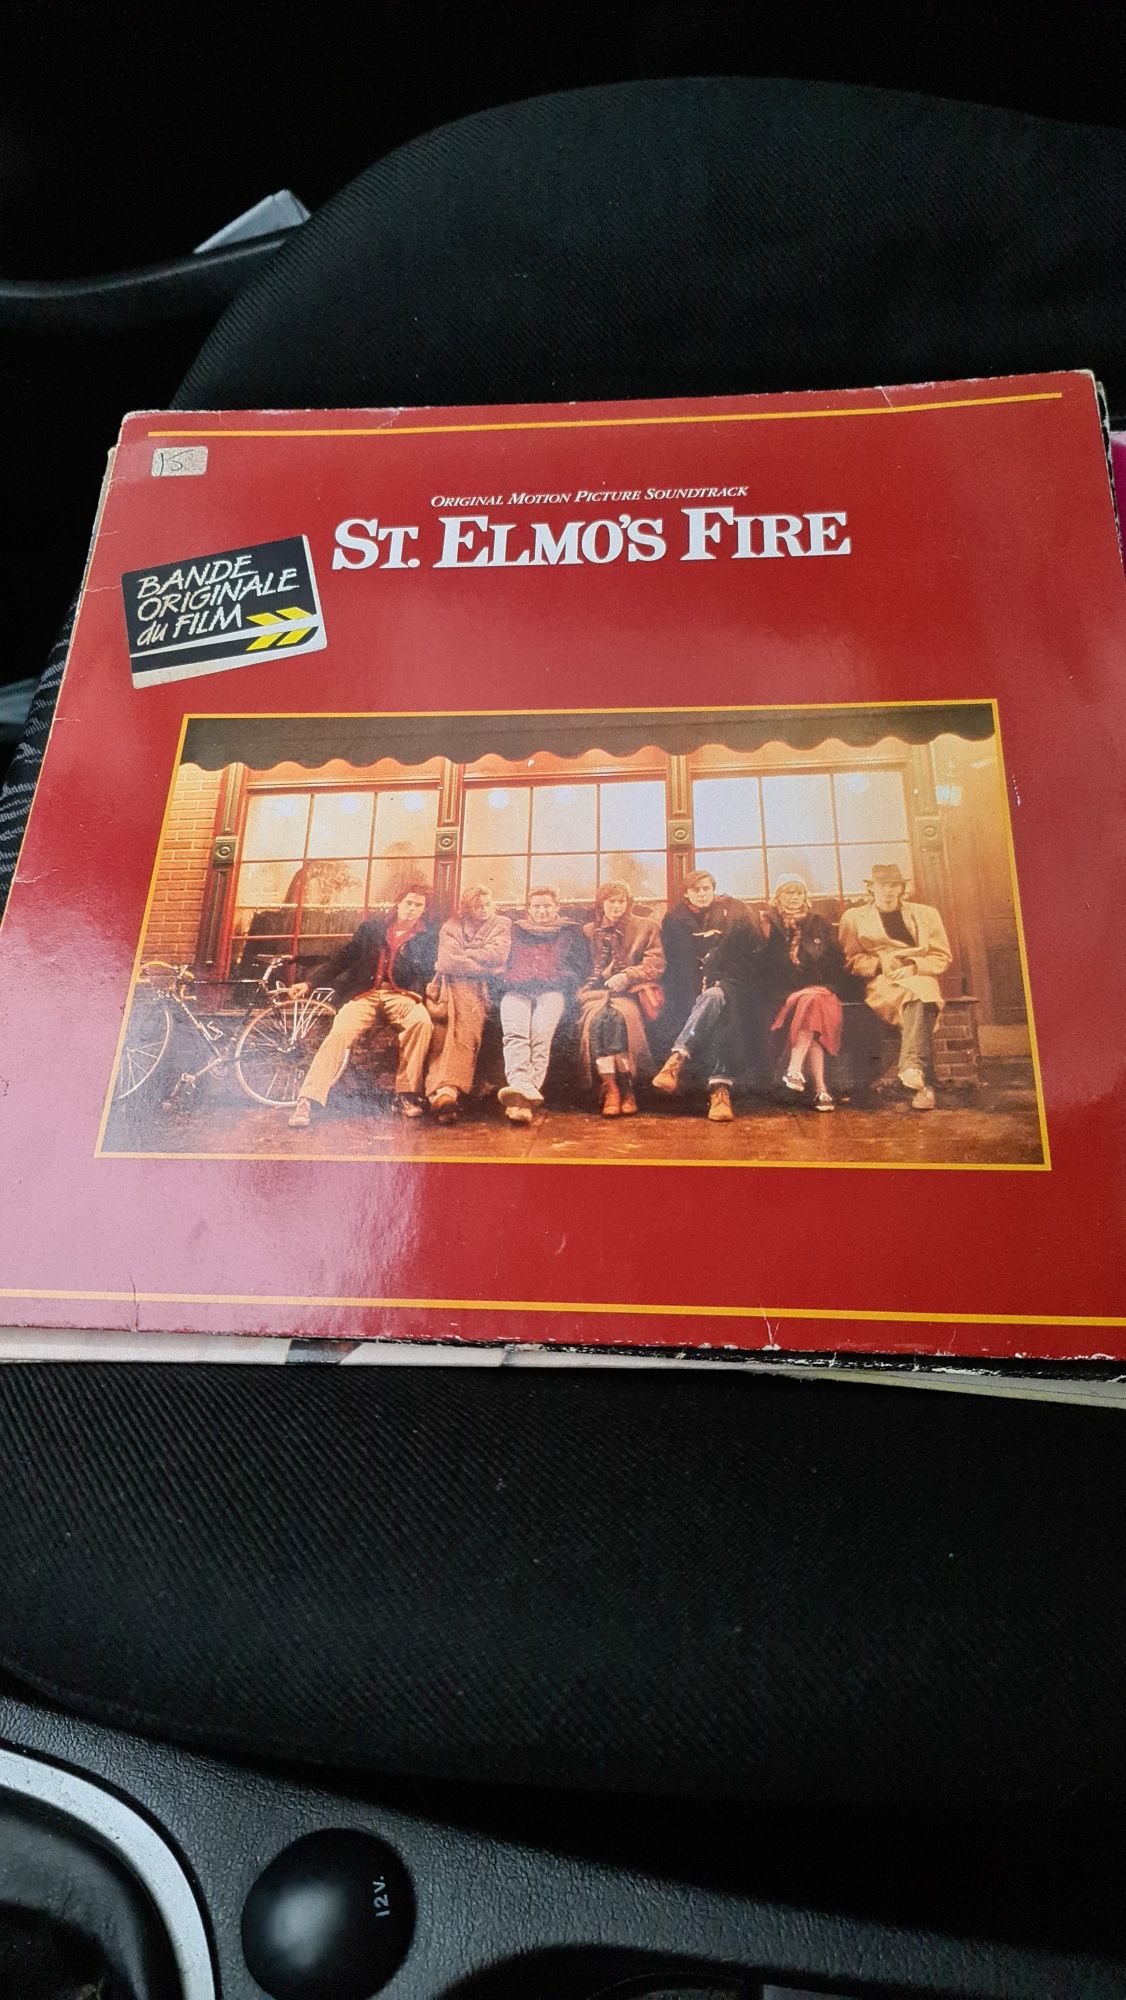 15
ORIGINAL MOTION PICTURE SOUNDTRACK
ST. ELMO'S FIRE
BANDE
ORIGINALE
du FILM
12V.